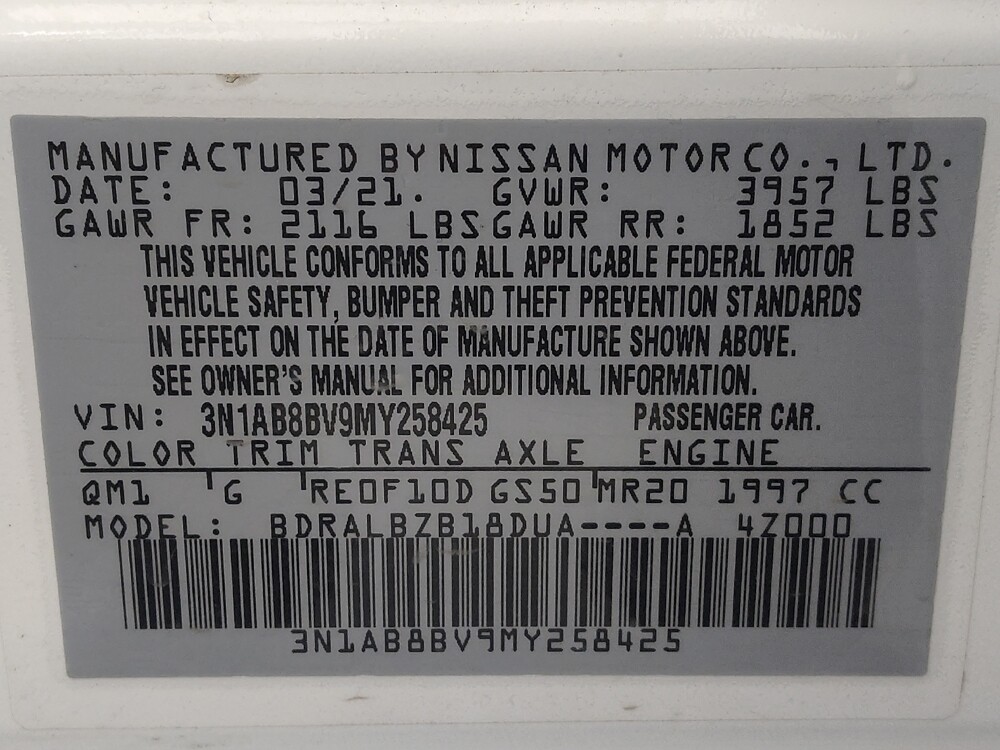 MANUFACTURED BY NISSAN MOTOR CO., LTD.
DATE: 03/21. GVWR: 3957 LBS
GAWR FR: 2116 LBS GAWR RR: 1852 LBS
THIS VEHICLE CONFORMS TO ALL APPLICABLE FEDERAL MOTOR
VEHICLE SAFETY, BUMPER AND THEFT PREVENTION STANDARDS
IN EFFECT ON THE DATE OF MANUFACTURE SHOWN ABOVE.
SEE OWNER'S MANUAL FOR ADDITIONAL INFORMATION.
VIN: 3N1AB8BV9MY258425 PASSENGER CAR.
COLOR TRIM TRANS AXLE ENGINE
QM1 G RE0F10D GS50 MR20 1997 CC
MODEL: BDRALBZB18DUA----A 4Z000
3N1AB8BV9MY258425